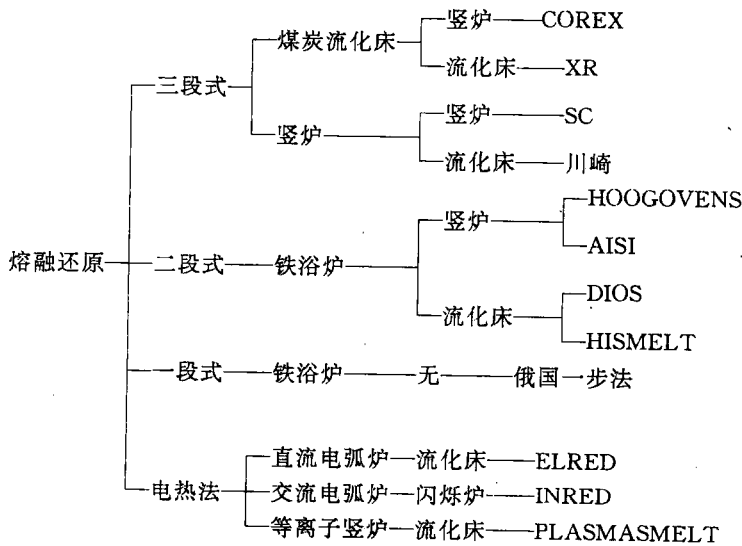 竖炉 COREX
煤炭流化床
流化床 XR
三段式
竖炉 SC
竖炉
流化床 川崎
HOOGOVENS
竖炉
AISI
熔融还原 二段式 铁浴炉
DIOS
流化床
HISMELT
一段式 铁浴炉 无 俄国一步法
直流电弧炉 流化床 ELRED
电热法 交流电弧炉 闪烁炉 INRED
等离子竖炉 流化床 PLASMASMELT